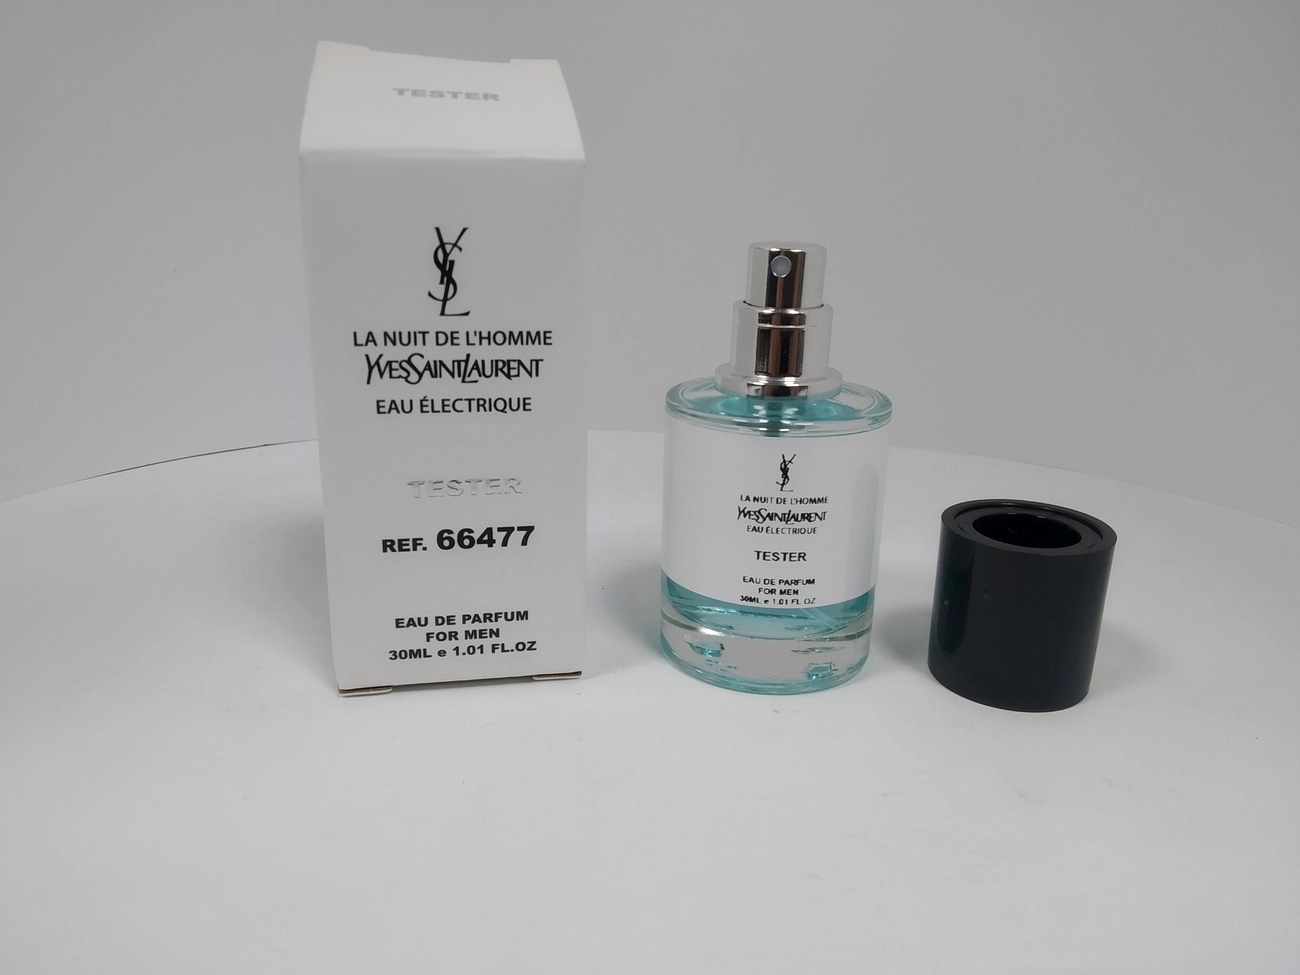 TESTER
YSL
LA NUIT DE L'HOMME
YVESSAINTLAURENT
EAU ÉLECTRIQUE
TESTER
REF. 66477
EAU DE PARFUM
FOR MEN
30ML e 1.01 FL.OZ
YSL
LA NUIT DE L'HOMME
YVESSAINTLAURENT
EAU ÉLECTRIQUE
TESTER
EAU DE PARFUM
FOR MEN
30ML e 1.01 FL OZ